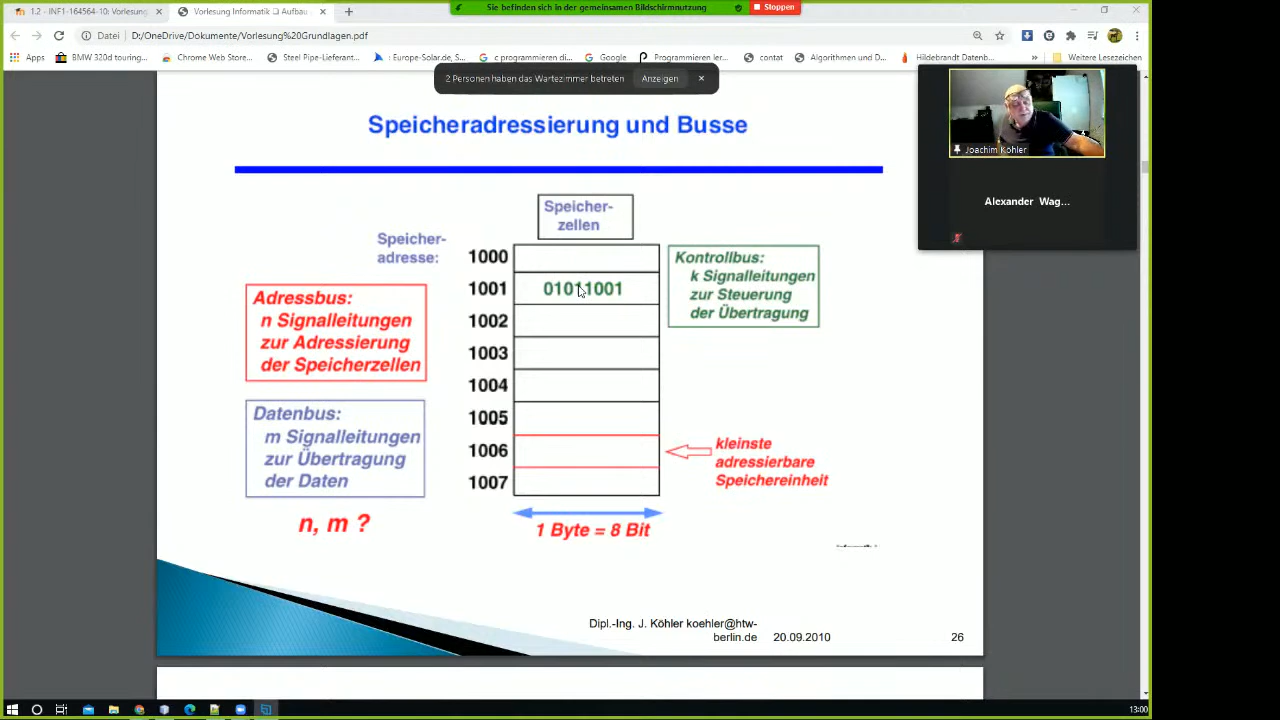 1.2 - INF1-164564-10: Vorlesung
Vorlesung Informatik
Aufbau
Sie befinden sich in der gemeinsamen Bildschirmnutzung
Stoppen
Datei
D:/OneDrive/Dokumente/Vorlesung%20Grundlagen.pdf
Apps
BMW 320d touring...
Chrome Web Store...
Steel Pipe-Lieferant...
: Europe-Solar.de, S...
c programmieren di...
Google
Programmieren ler...
contat
Algorithmen und D...
Hildebrandt Datenb...
»
Weitere Lesezeichen
2 Personen haben das Wartezimmer betreten
Anzeigen
Joachim Köhler
Alexander Wag...
Speicheradressierung und Busse
Speicher-
zellen
Speicher-
adresse:
1000
1001
01011001
1002
1003
1004
1005
1006
1007
Adressbus:
n Signalleitungen
zur Adressierung
der Speicherzellen
Datenbus:
m Signalleitungen
zur Übertragung
der Daten
n, m ?
Kontrollbus:
k Signalleitungen
zur Steuerung
der Übertragung
kleinste
adressierbare
Speichereinheit
1 Byte = 8 Bit
Dipl.-Ing. J. Köhler koehler@htw-
berlin.de
20.09.2010
26
13:00